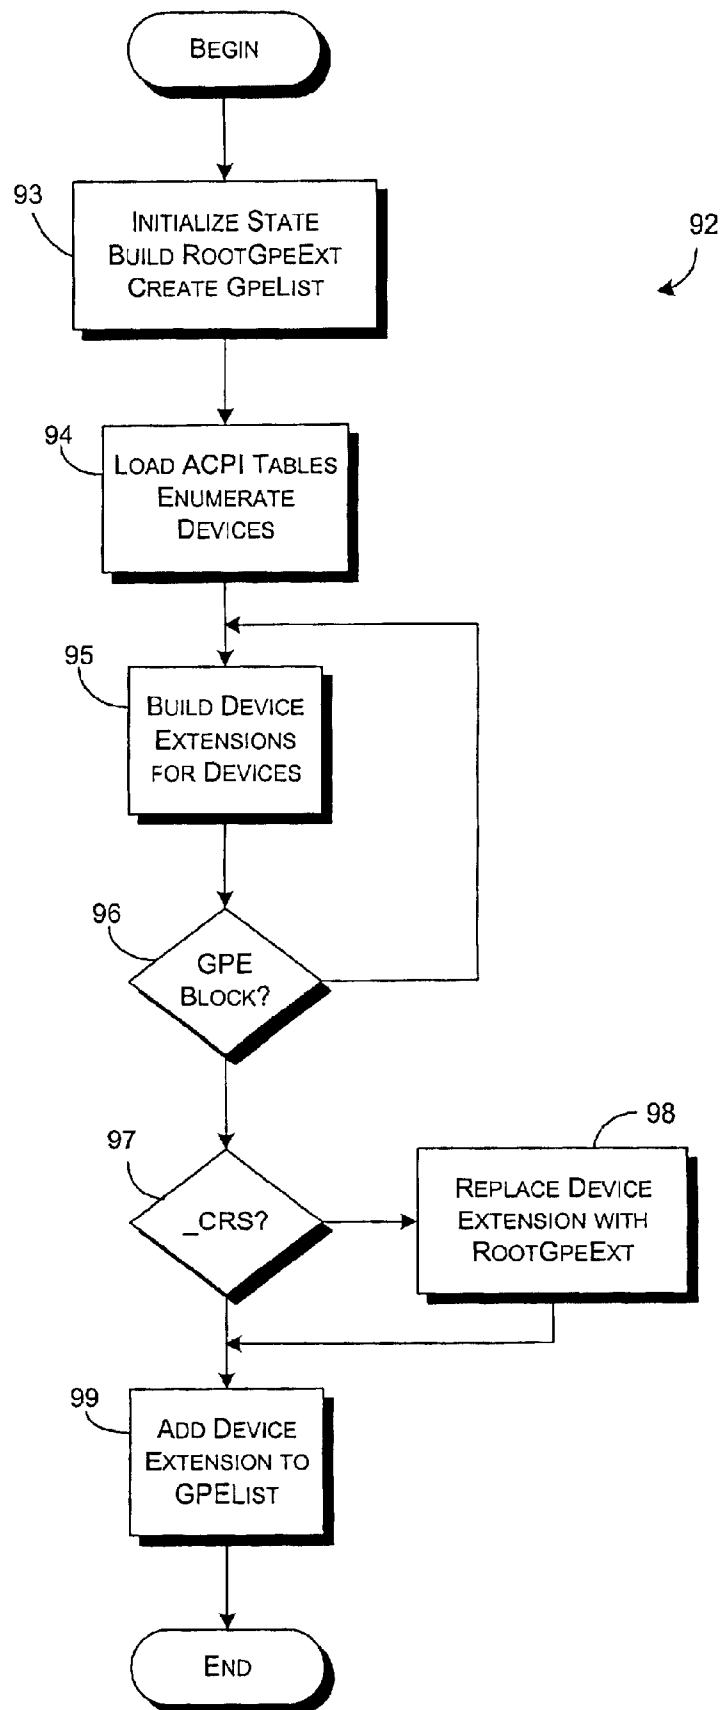 BEGIN
93
INITIALIZE STATE
BUILD ROOTGPEEXT
CREATE GPELIST
92
94
LOAD ACPI TABLES
ENUMERATE
DEVICES
95
BUILD DEVICE
EXTENSIONS
FOR DEVICES
96
GPE
BLOCK?
97
_CRS?
98
REPLACE DEVICE
EXTENSION WITH
ROOTGPEEXT
99
ADD DEVICE
EXTENSION TO
GPELIST
END